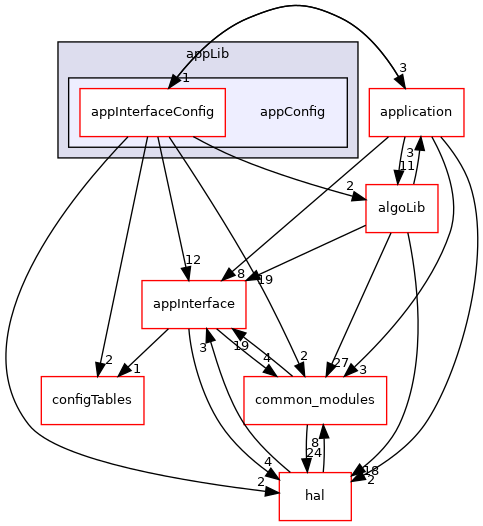 appLib
1
3
appInterfaceConfig
appConfig
application
3
11
2
algoLib
12
8
19
appInterface
3
19
4
2
27
3
2
1
configTables
common_modules
8
24
4
18
2
2
hal